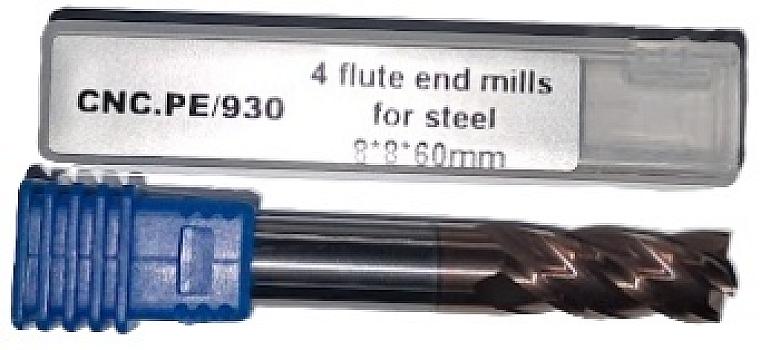 CNC.PE/930
4 flute end mills
for steel
8*8*60mm